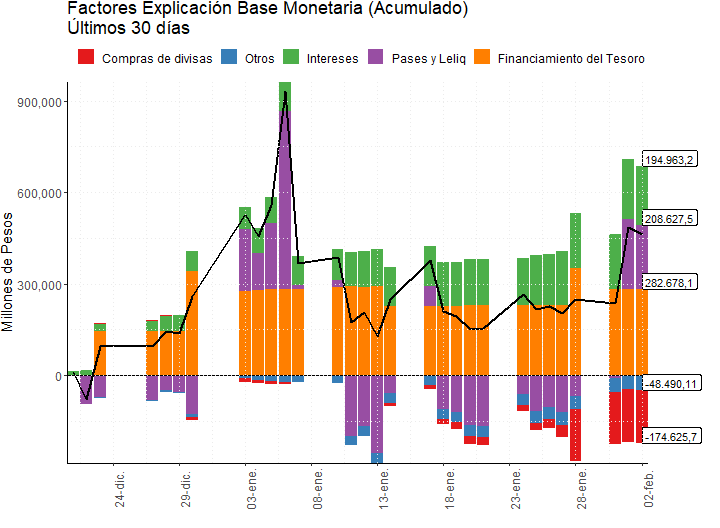 Factores Explicación Base Monetaria (Acumulado)
Últimos 30 días
Compras de divisas Otros Intereses Pases y Leliq Financiamiento del Tesoro
Millones de Pesos
900,000
600,000
300,000
0
194.963,2
208.627,5
282.678,1
-48.490,11
-174.625,7
24-dic.
29-dic.
03-ene.
08-ene.
13-ene.
18-ene.
23-ene.
28-ene.
02-feb.